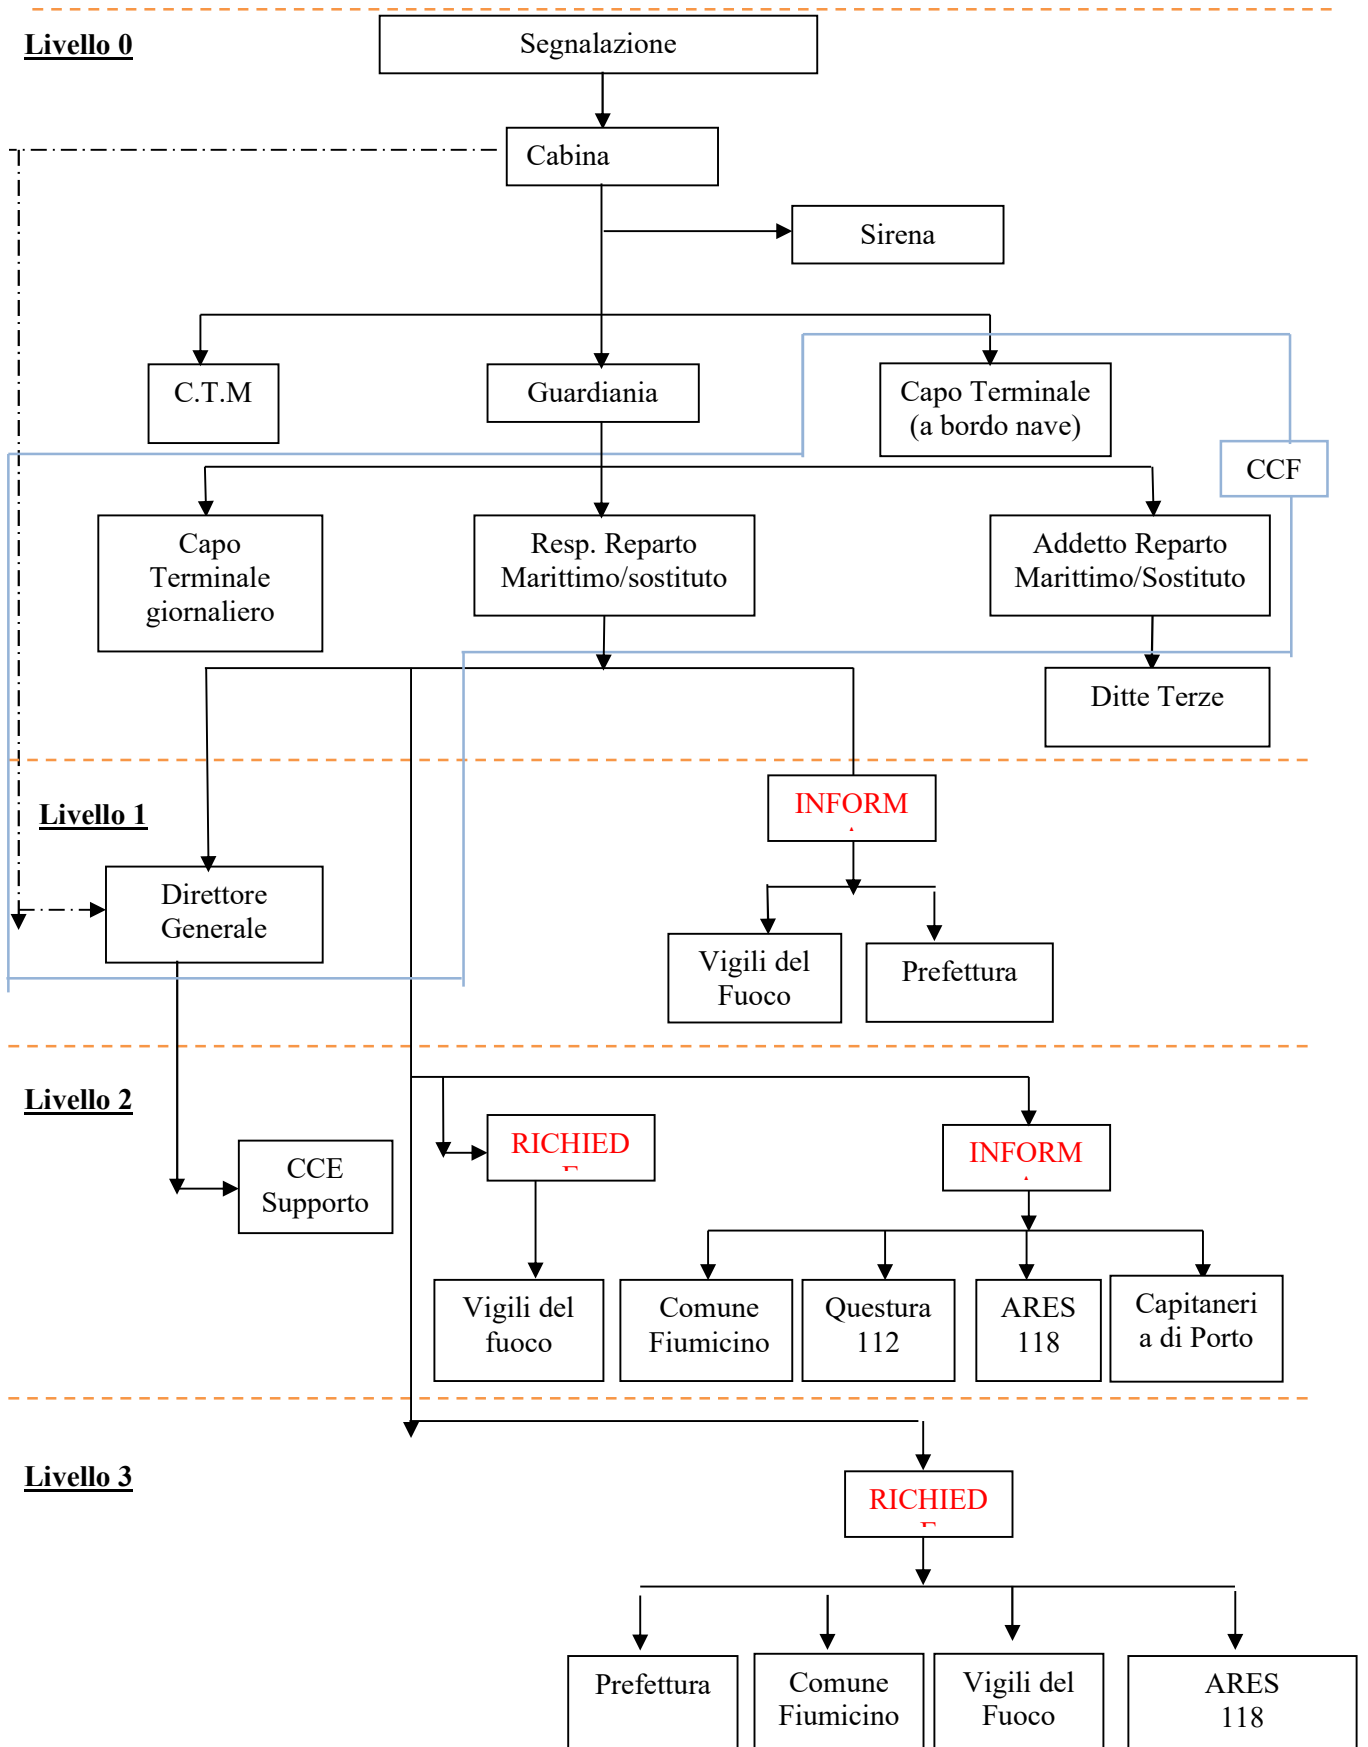 Livello 0
Segnalazione
Cabina
Sirena
C.T.M
Guardiania
Capo Terminale
(a bordo nave)
CCF
Capo
Terminale
giornaliero
Resp. Reparto
Marittimo/sostituto
Addetto Reparto
Marittimo/Sostituto
Ditte Terze
Livello 1
INFORM
Direttore
Generale
Vigili del
Fuoco
Prefettura
Livello 2
RICHIED
INFORM
CCE
Supporto
Vigili del
fuoco
Comune
Fiumicino
Questura
112
ARES
118
Capitaneri
a di Porto
Livello 3
RICHIED
Prefettura
Comune
Fiumicino
Vigili del
Fuoco
ARES
118